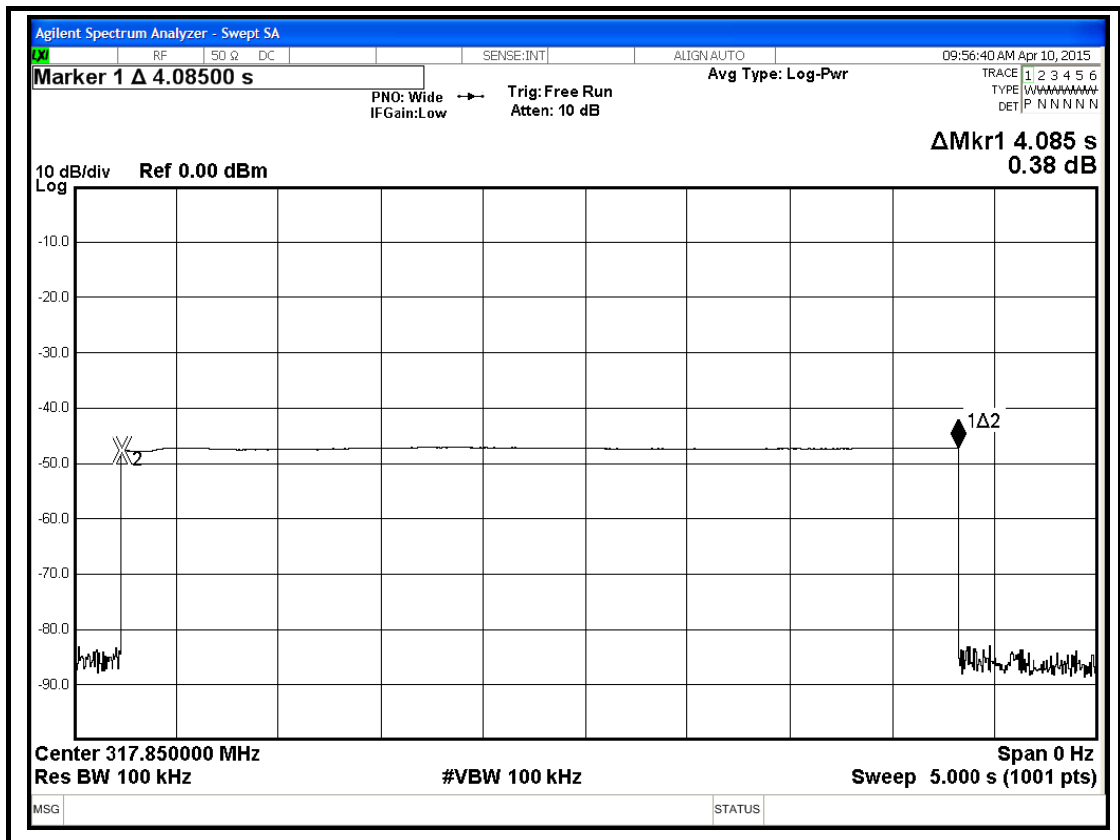 Agilent Spectrum Analyzer - Swept SA
LXI RF 50 Ω DC SENSE:INT ALIGN AUTO 09:56:40 AM Apr 10, 2015
Marker 1 Δ 4.08500 s
PNO: Wide
IFGain:Low
Trig: Free Run
Atten: 10 dB
Avg Type: Log-Pwr
TRACE 1 2 3 4 5 6
TYPE WWWWWW
DET P N N N N N
ΔMkr1 4.085 s
0.38 dB
10 dB/div Ref 0.00 dBm
Log
-10.0
-20.0
-30.0
-40.0
1Δ2
2
-50.0
-60.0
-70.0
-80.0
-90.0
Center 317.850000 MHz Span 0 Hz
Res BW 100 kHz #VBW 100 kHz Sweep 5.000 s (1001 pts)
MSG STATUS